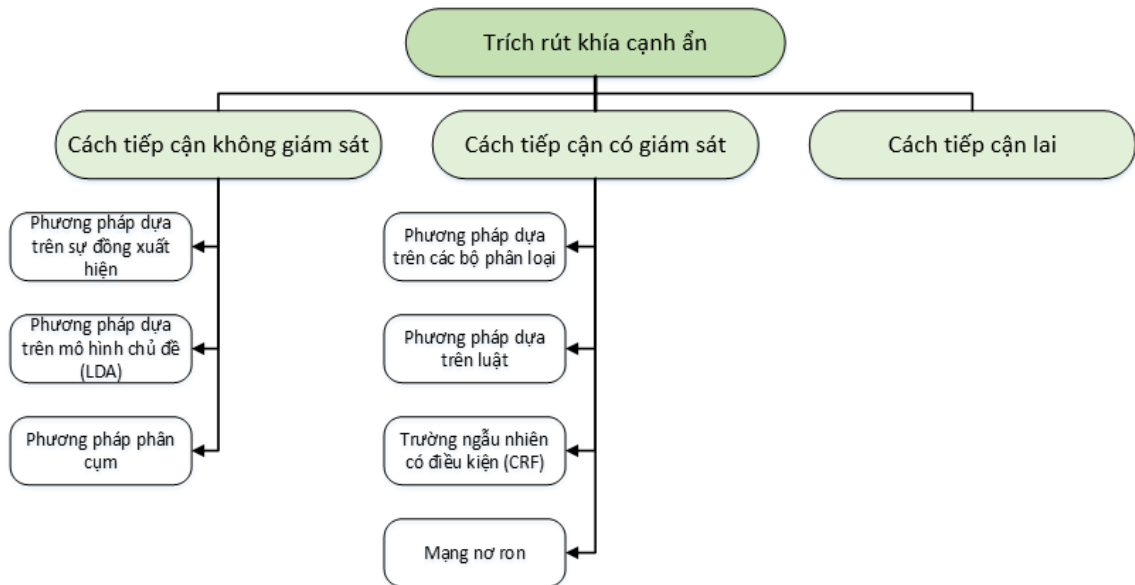 Trích rút khía cạnh ẩn
Cách tiếp cận không giám sát
Cách tiếp cận có giám sát
Cách tiếp cận lai
Phương pháp dựa
trên sự đồng xuất
hiện
Phương pháp dựa
trên mô hình chủ đề
(LDA)
Phương pháp phân
cụm
Phương pháp dựa
trên các bộ phân loại
Phương pháp dựa
trên luật
Trường ngẫu nhiên
có điều kiện (CRF)
Mạng nơ ron